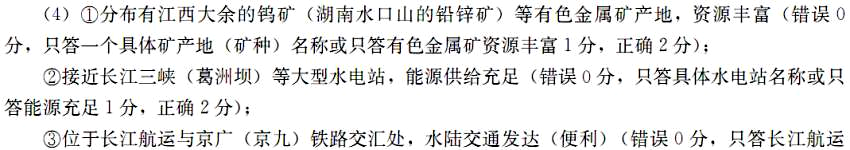 （4）①分布有江西大余的钨矿（湖南水口山的铅锌矿）等有色金属矿产地，资源丰富（错误0
分，只答一个具体矿产地（矿种）名称或只答有色金属矿资源丰富1分，正确2分）；
②接近长江三峡（葛洲坝）等大型水电站，能源供给充足（错误0分，只答具体水电站名称或只
答能源充足1分，正确2分）；
③位于长江航运与京广（京九）铁路交汇处，水陆交通发达（便利）（错误0分，只答长江航运